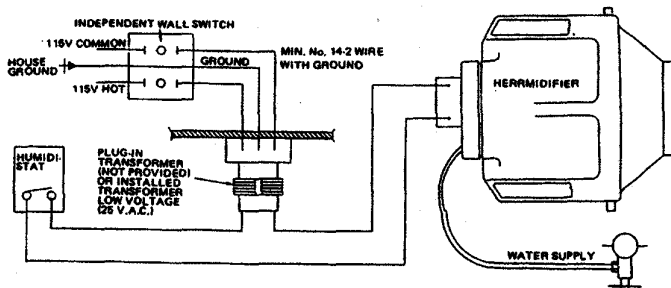 INDEPENDENT WALL SWITCH
115V COMMON
HOUSE
GROUND
GROUND
MIN. No. 14-2 WIRE
WITH GROUND
115V HOT
HERRMIDIFIER
HUMIDI-
STAT
PLUG-IN
TRANSFORMER
(NOT PROVIDED)
OR INSTALLED
TRANSFORMER
LOW VOLTAGE
(25 V.A.C.)
WATER SUPPLY